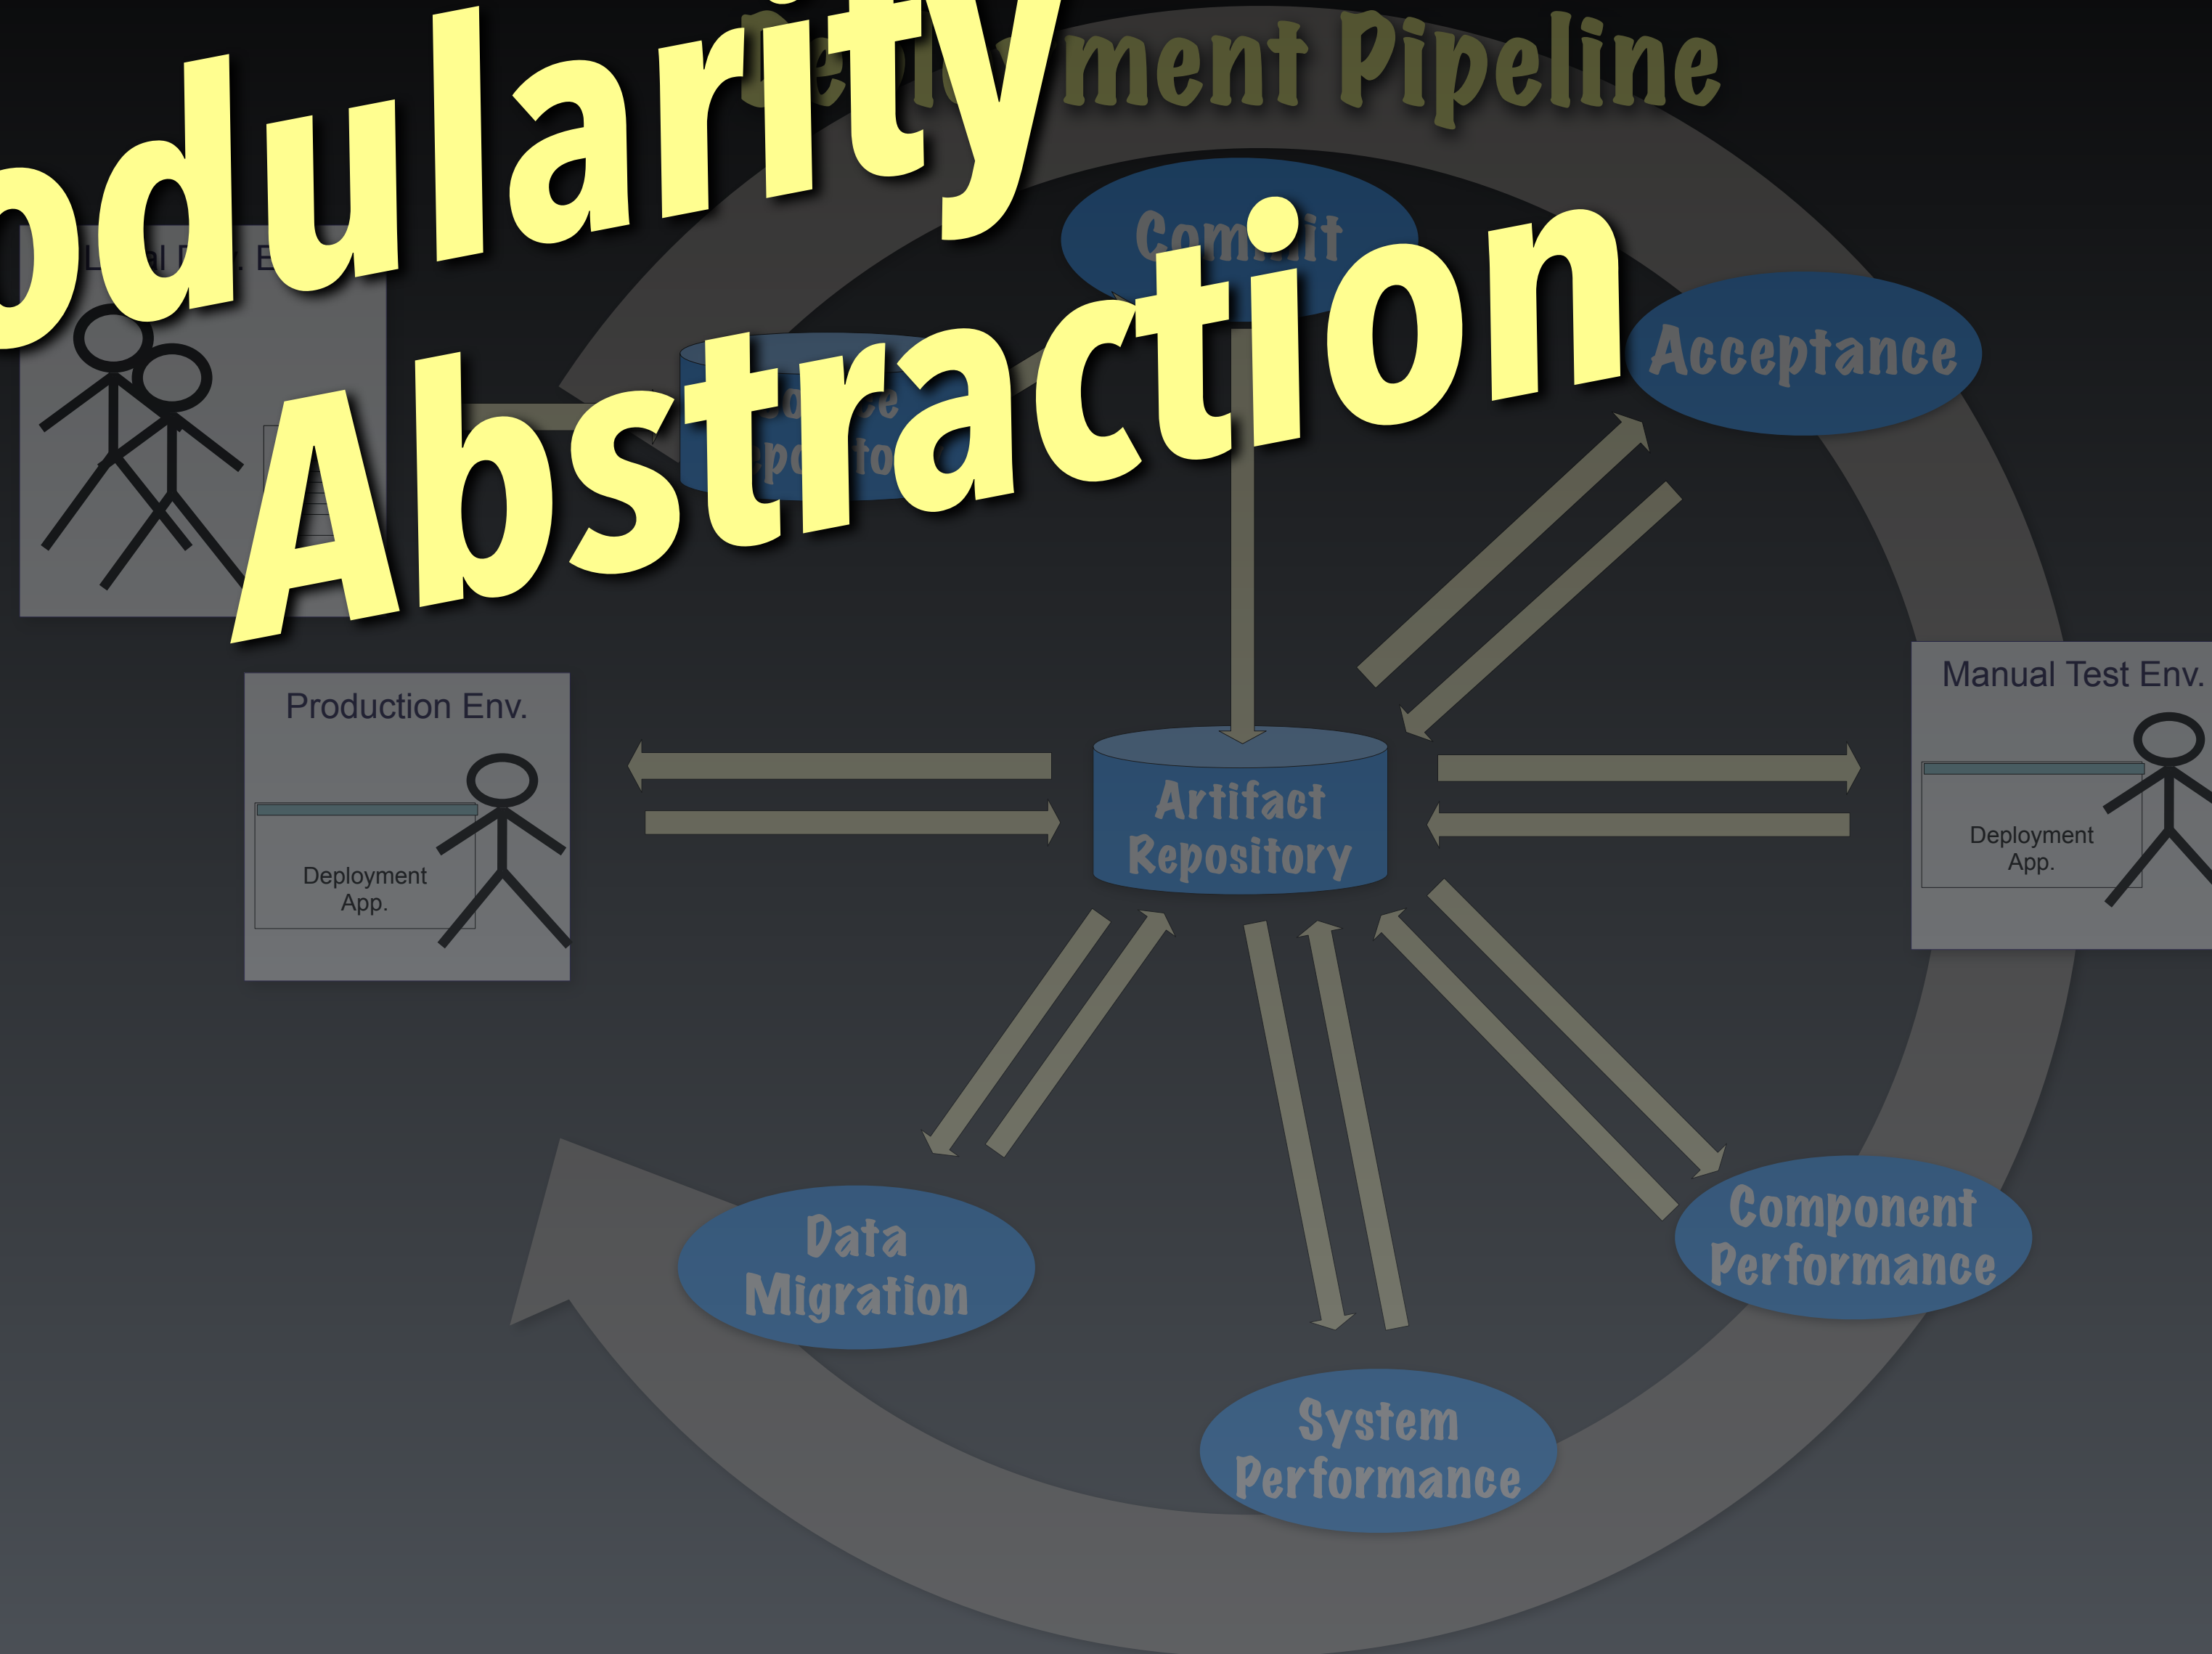 odularity
Abstraction
Pipeline
Acceptance
Production Env.
Deployment
App.
Artifact
Repository
Manual Test Env.
Deployment
App.
Data
Migration
Component
Performance
System
Performance